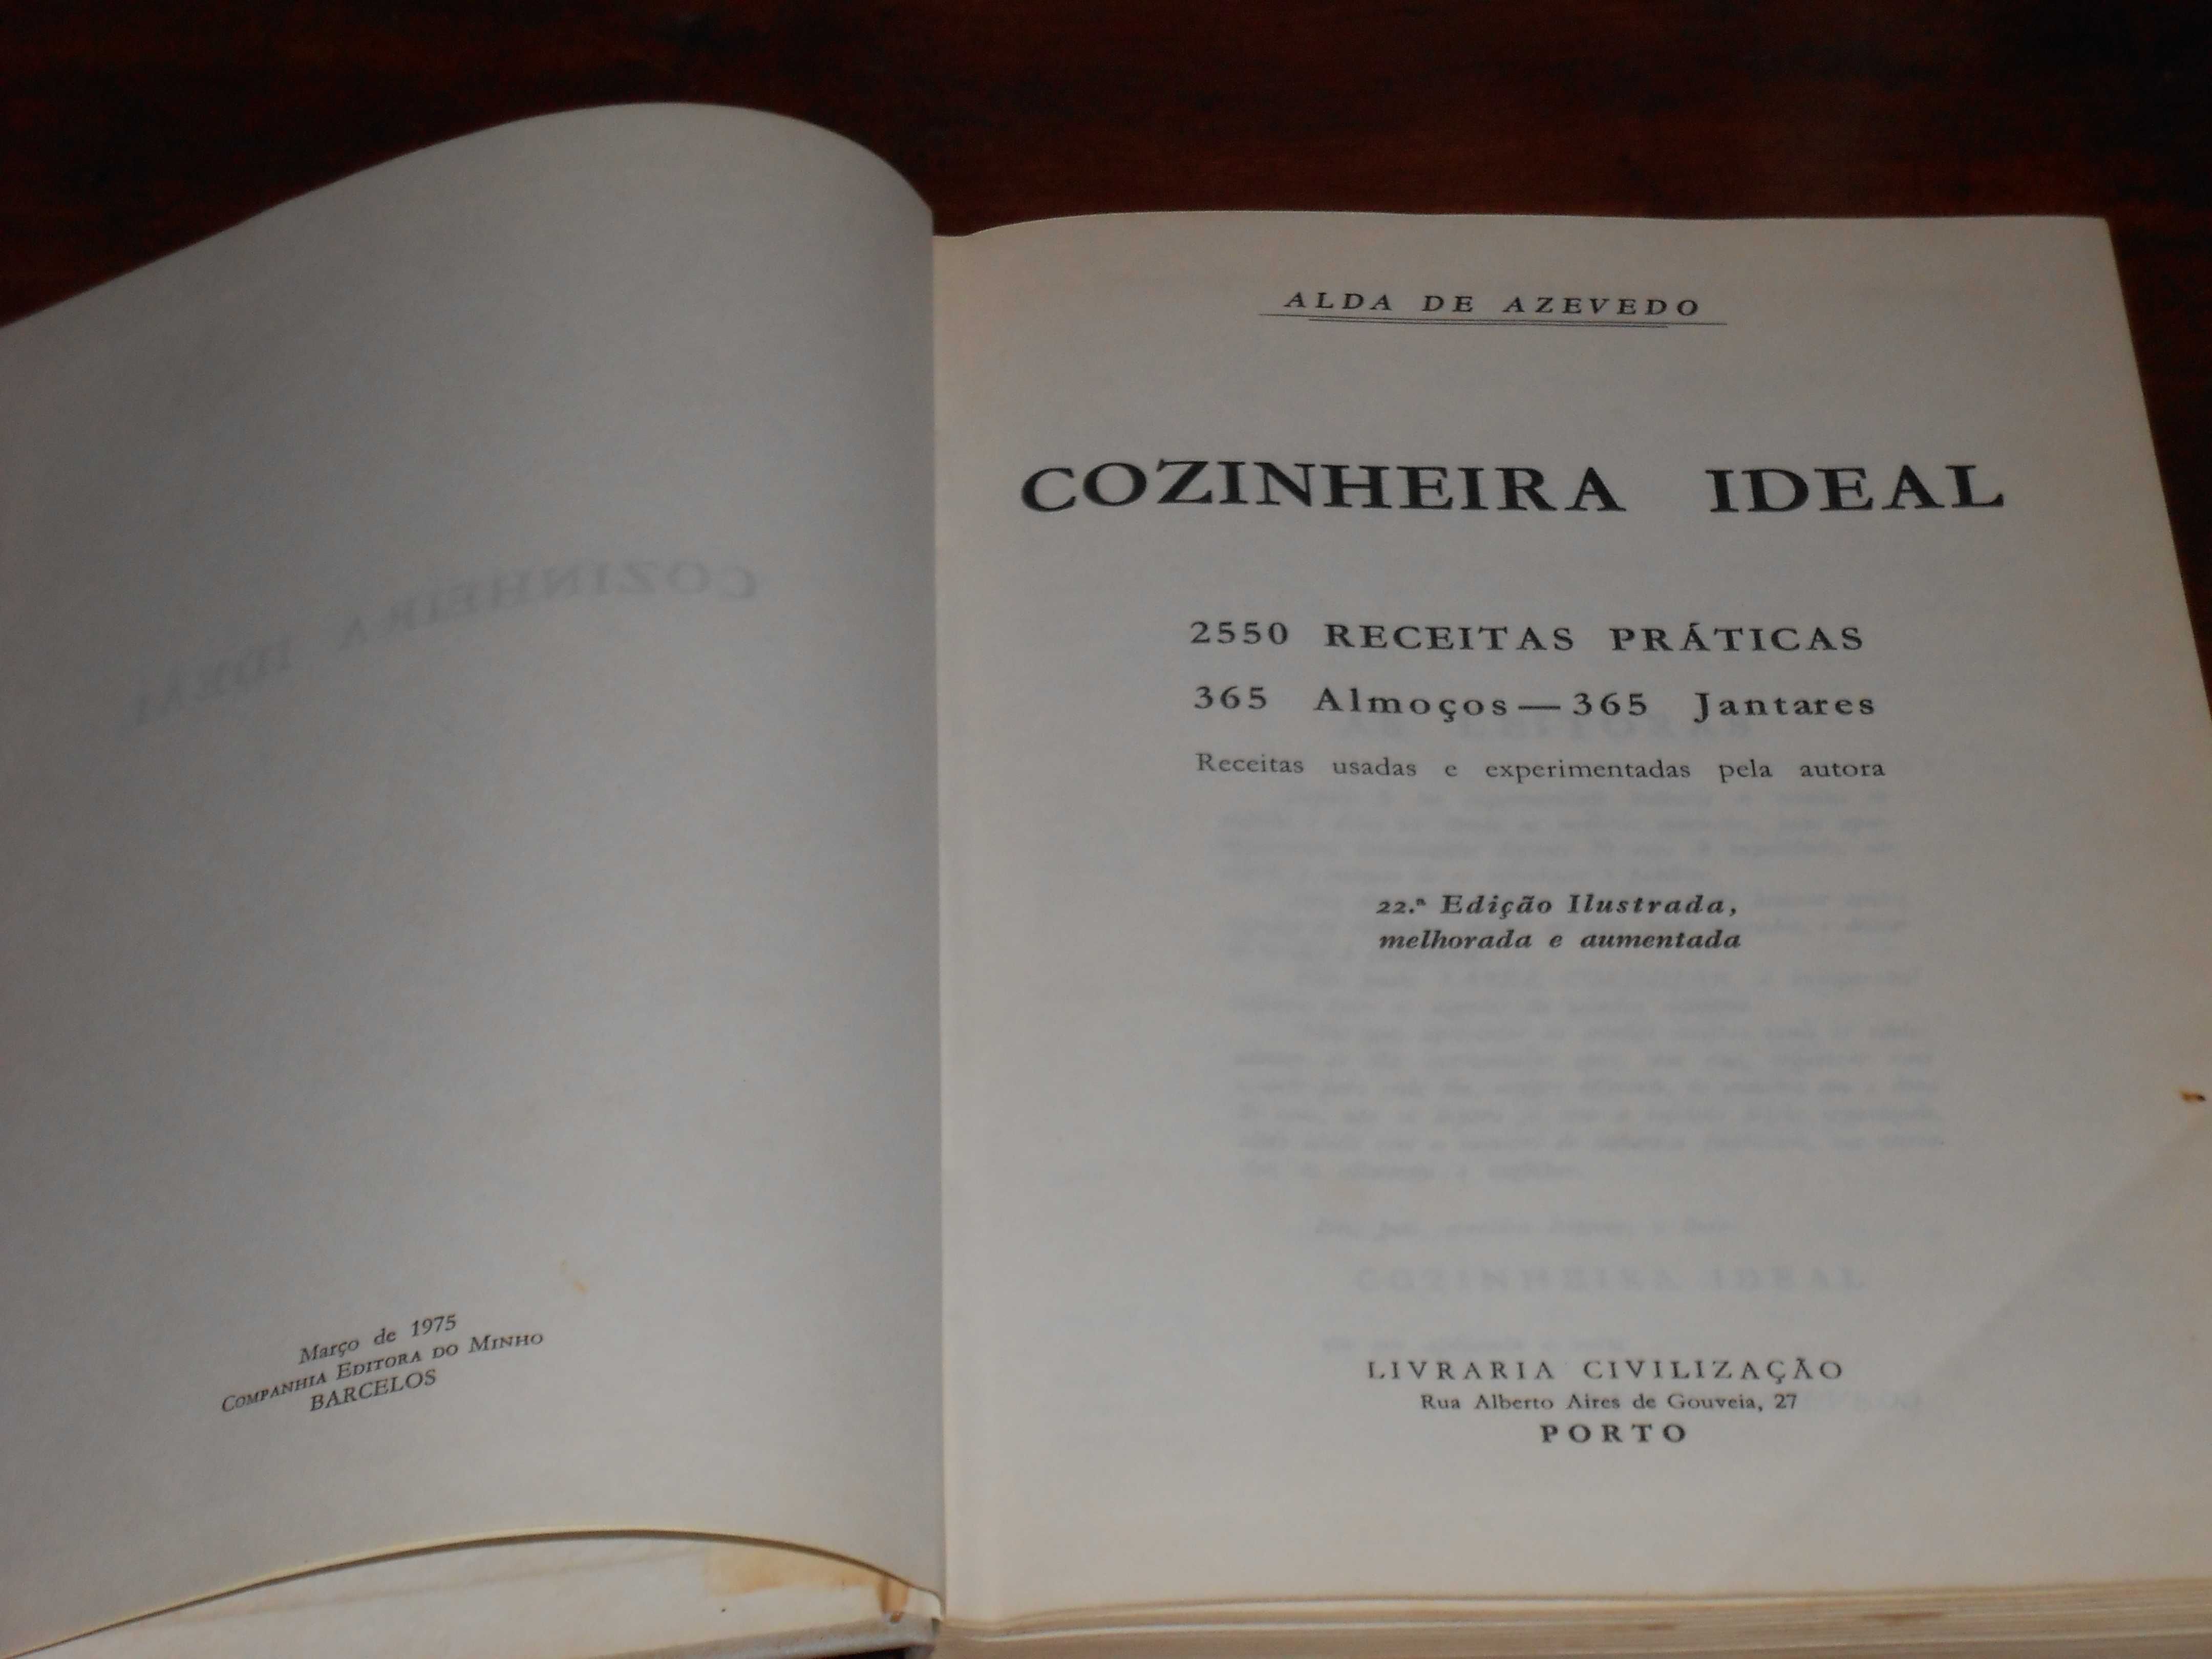 Março de 1975
COMPANHIA EDITORA DO MINHO
BARCELOS
ALDA DE AZEVEDO
COZINHEIRA IDEAL
2550 RECEITAS PRÁTICAS
365 Almoços — 365 Jantares
Receitas usadas e experimentadas pela autora
22.ª Edição Ilustrada,
melhorada e aumentada
LIVRARIA CIVILIZAÇÃO
Rua Alberto Aires de Gouveia, 27
PORTO